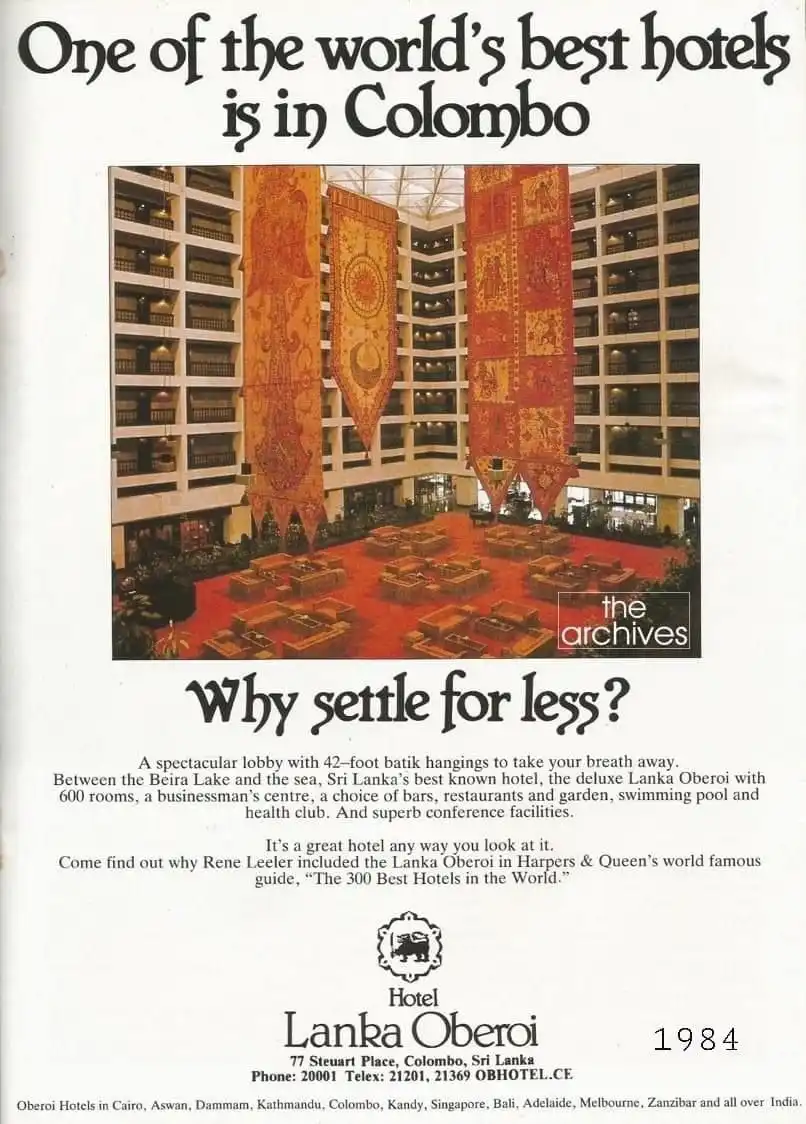 One of the world's best hotels
is in Colombo
the
archives
Why settle for less?
A spectacular lobby with 42-foot batik hangings to take your breath away.
Between the Beira Lake and the sea, Sri Lanka's best known hotel, the deluxe Lanka Oberoi with
600 rooms, a businessman's centre, a choice of bars, restaurants and garden, swimming pool and
health club. And superb conference facilities.
It's a great hotel any way you look at it.
Come find out why Rene Leeler included the Lanka Oberoi in Harpers & Queen's world famous
guide, "The 300 Best Hotels in the World."
Hotel
Lanka Oberoi
1984
77 Steuart Place, Colombo, Sri Lanka
Phone: 20001 Telex: 21201, 21369 OBHOTEL.CE
Oberoi Hotels in Cairo, Aswan, Dammam, Kathmandu, Colombo, Kandy, Singapore, Bali, Adelaide, Melbourne, Zanzibar and all over India.